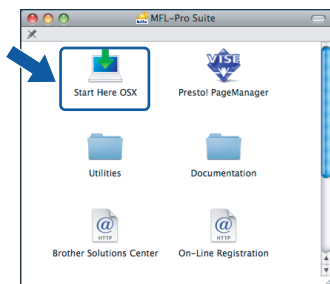 MFL-Pro Suite
Start Here OSX
VISE
Presto! PageManager
Utilities
Documentation
@
HTTP
@
HTTP
Brother Solutions Center
On-Line Registration